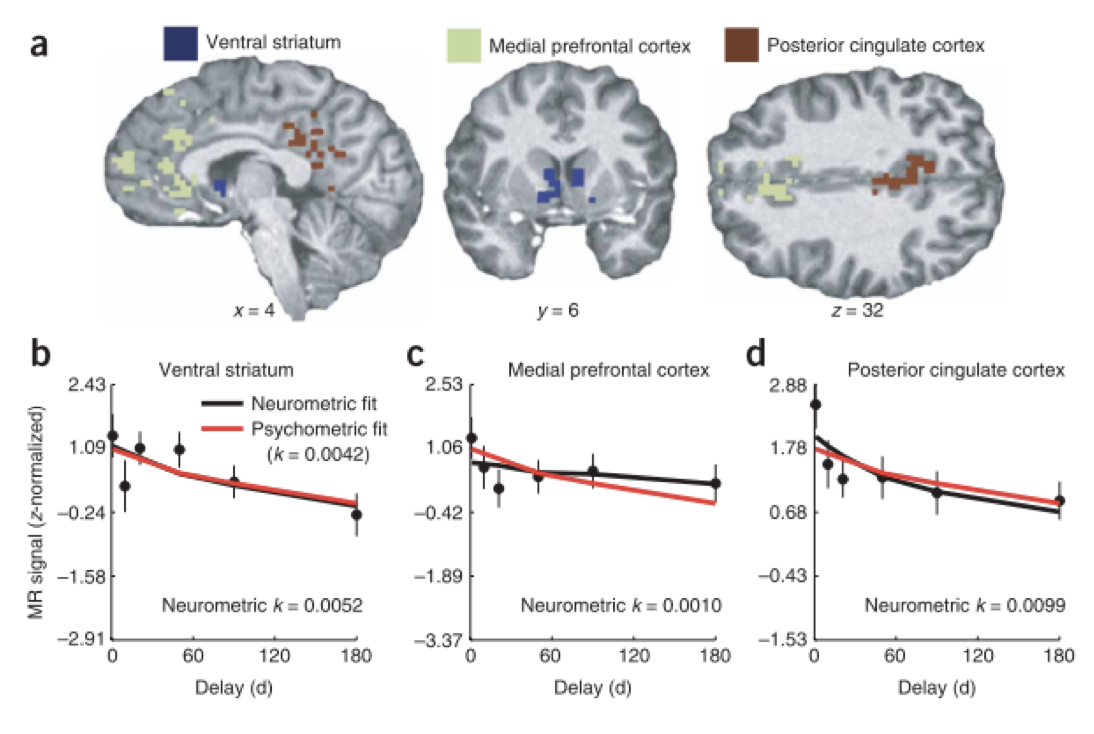 a
Ventral striatum
Medial prefrontal cortex
Posterior cingulate cortex
x = 4
y = 6
z = 32
b
Ventral striatum
2.43
1.09
–0.24
–1.58
–2.91
MR signal (z-normalized)
Neurometric fit
Psychometric fit
(k = 0.0042)
Neurometric k = 0.0052
0 60 120 180
Delay (d)
c
Medial prefrontal cortex
2.53
1.06
–0.42
–1.89
–3.37
Neurometric k = 0.0010
0 60 120 180
Delay (d)
d
Posterior cingulate cortex
2.88
1.78
0.68
–0.43
–1.53
Neurometric k = 0.0099
0 60 120 180
Delay (d)